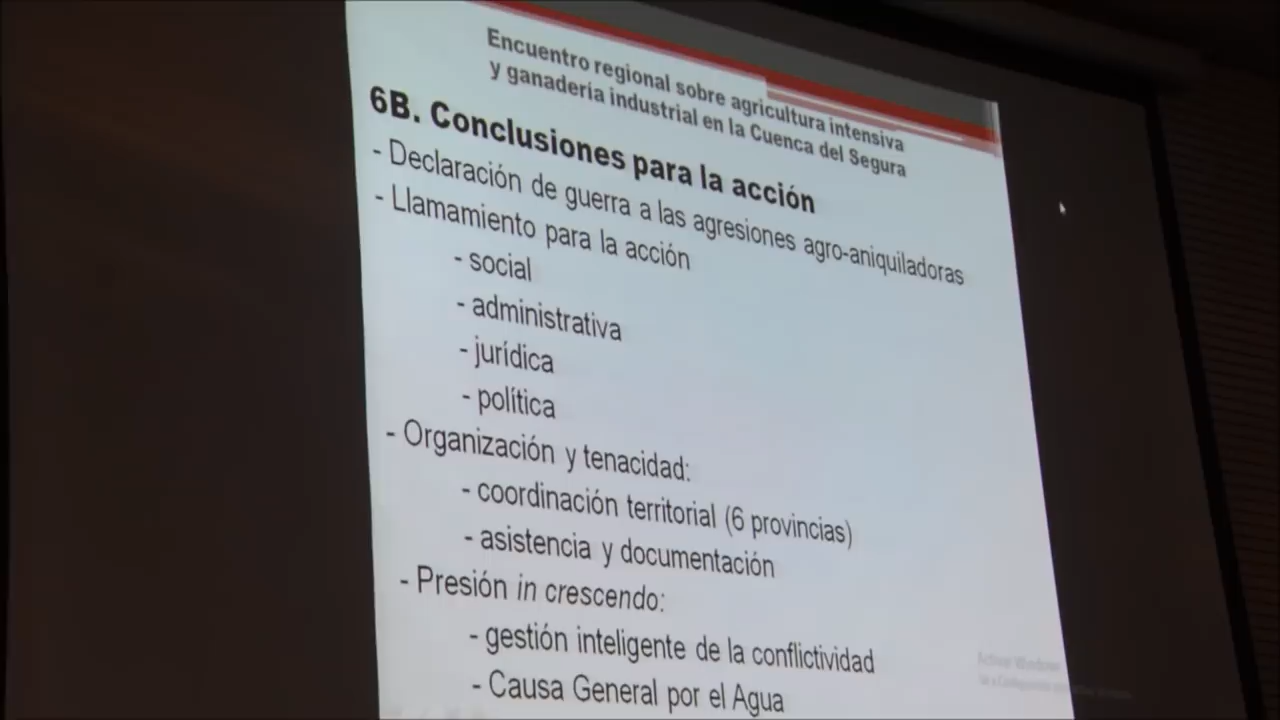 Encuentro regional sobre agricultura intensiva
y ganadería industrial en la Cuenca del Segura
6B. Conclusiones para la acción
- Declaración de guerra a las agresiones agro-aniquiladoras
- Llamamiento para la acción
- social
- administrativa
- jurídica
- política
- Organización y tenacidad:
- coordinación territorial (6 provincias)
- asistencia y documentación
- Presión in crescendo:
- gestión inteligente de la conflictividad
- Causa General por el Agua
Activar Windows